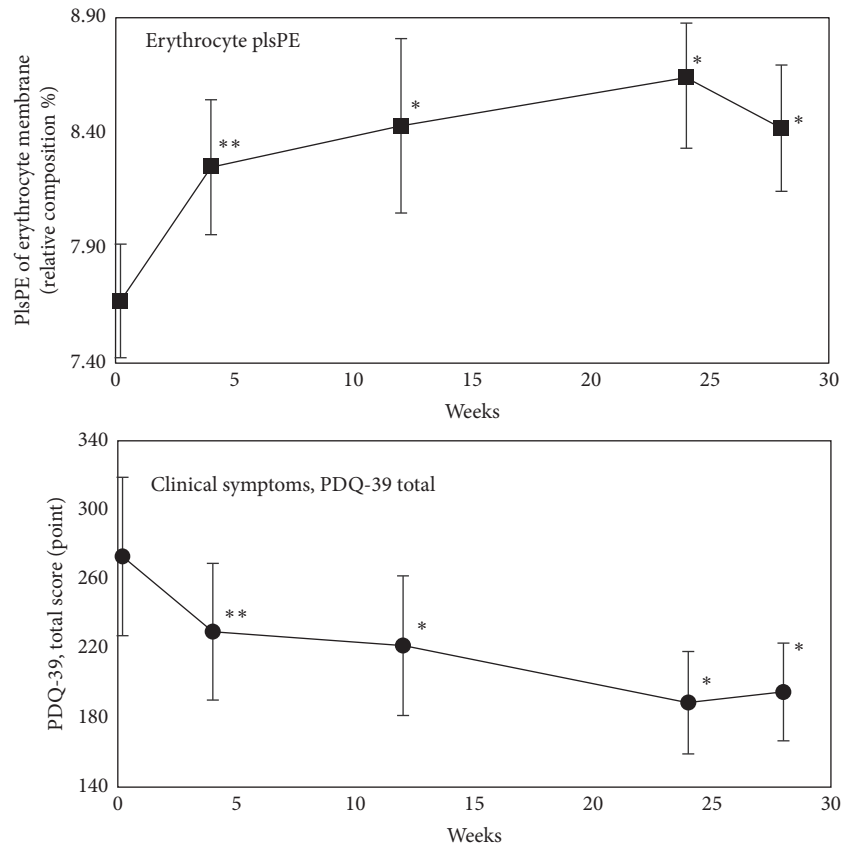 Erythrocyte plsPE
PlsPE of erythrocyte membrane
(relative composition %)
8.90
8.40
7.90
7.40
**
*
*
*
0 5 10 15 20 25 30
Weeks
Clinical symptoms, PDQ-39 total
PDQ-39, total score (point)
340
300
260
220
180
140
**
*
*
*
0 5 10 15 20 25 30
Weeks